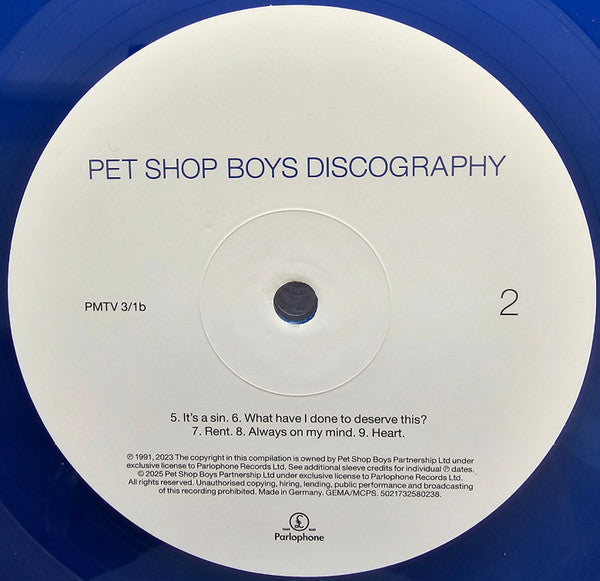 PET SHOP BOYS DISCOGRAPHY
PMTV 3/1b
2
5. It's a sin. 6. What have I done to deserve this?
7. Rent. 8. Always on my mind. 9. Heart.
℗ 1991, 2023 The copyright in this compilation is owned by Pet Shop Boys Partnership Ltd under
exclusive license to Parlophone Records Ltd. See additional sleeve credits for individual ℗ dates.
© 2025 Pet Shop Boys Partnership Ltd under exclusive license to Parlophone Records Ltd.
All rights reserved. Unauthorised copying, hiring, lending, public performance and broadcasting
of this recording prohibited. Made in Germany. GEMA/MCPS. 5021732580238.
£
Parlophone